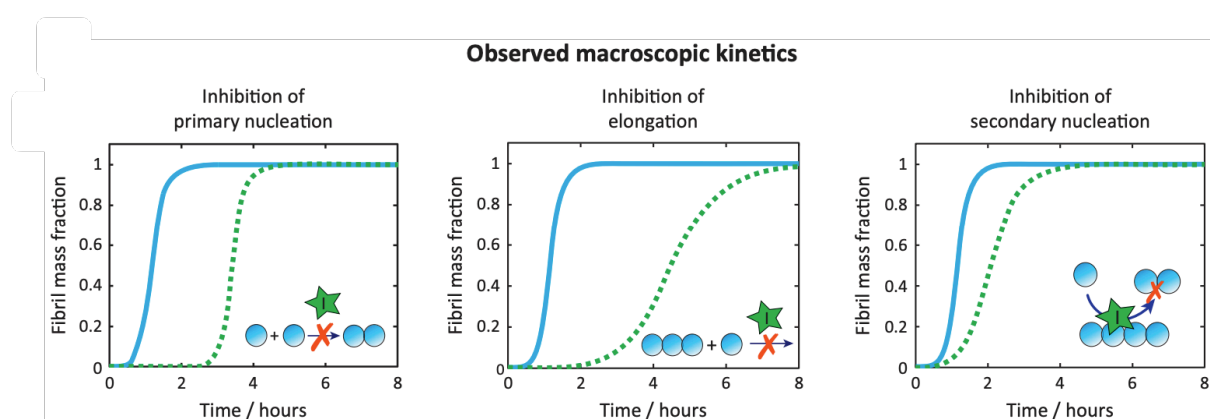 Observed macroscopic kinetics
Inhibition of
primary nucleation
Fibril mass fraction
1
0.8
0.6
0.4
0.2
0
0
2
4
6
8
Time / hours
I
+
Inhibition of
elongation
Fibril mass fraction
1
0.8
0.6
0.4
0.2
0
0
2
4
6
8
Time / hours
I
+
Inhibition of
secondary nucleation
Fibril mass fraction
1
0.8
0.6
0.4
0.2
0
0
2
4
6
8
Time / hours
I